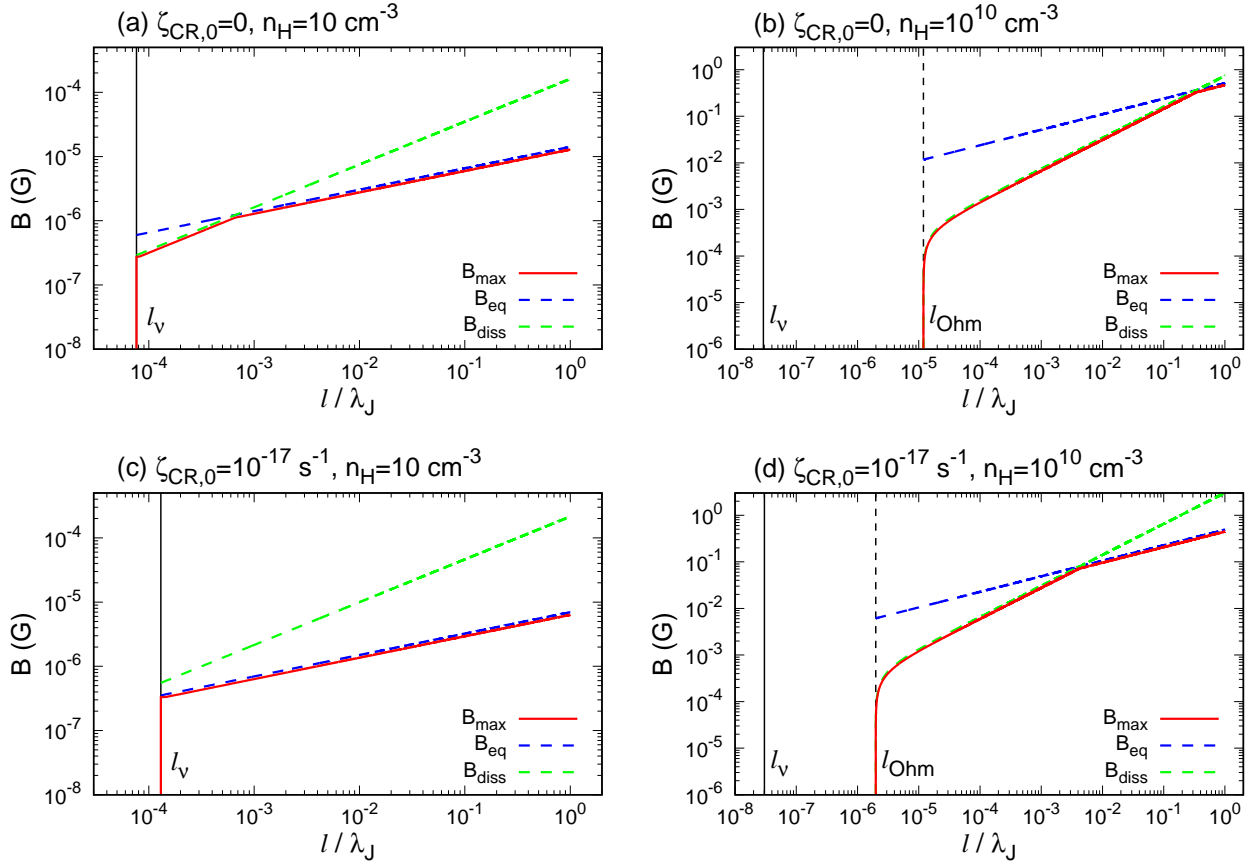 (a) ζCR,0=0, nH=10 cm⁻³
B (G)
10⁻⁴
10⁻⁵
10⁻⁶
10⁻⁷
10⁻⁸
lν
Bmax
Beq
Bdiss
10⁻⁴ 10⁻³ 10⁻² 10⁻¹ 10⁰
l / λJ
(b) ζCR,0=0, nH=10¹⁰ cm⁻³
B (G)
10⁰
10⁻¹
10⁻²
10⁻³
10⁻⁴
10⁻⁵
10⁻⁶
lν
lOhm
Bmax
Beq
Bdiss
10⁻⁸ 10⁻⁷ 10⁻⁶ 10⁻⁵ 10⁻⁴ 10⁻³ 10⁻² 10⁻¹ 10⁰
l / λJ
(c) ζCR,0=10⁻¹⁷ s⁻¹, nH=10 cm⁻³
B (G)
10⁻⁴
10⁻⁵
10⁻⁶
10⁻⁷
10⁻⁸
lν
Bmax
Beq
Bdiss
10⁻⁴ 10⁻³ 10⁻² 10⁻¹ 10⁰
l / λJ
(d) ζCR,0=10⁻¹⁷ s⁻¹, nH=10¹⁰ cm⁻³
B (G)
10⁰
10⁻¹
10⁻²
10⁻³
10⁻⁴
10⁻⁵
10⁻⁶
lν
lOhm
Bmax
Beq
Bdiss
10⁻⁸ 10⁻⁷ 10⁻⁶ 10⁻⁵ 10⁻⁴ 10⁻³ 10⁻² 10⁻¹ 10⁰
l / λJ